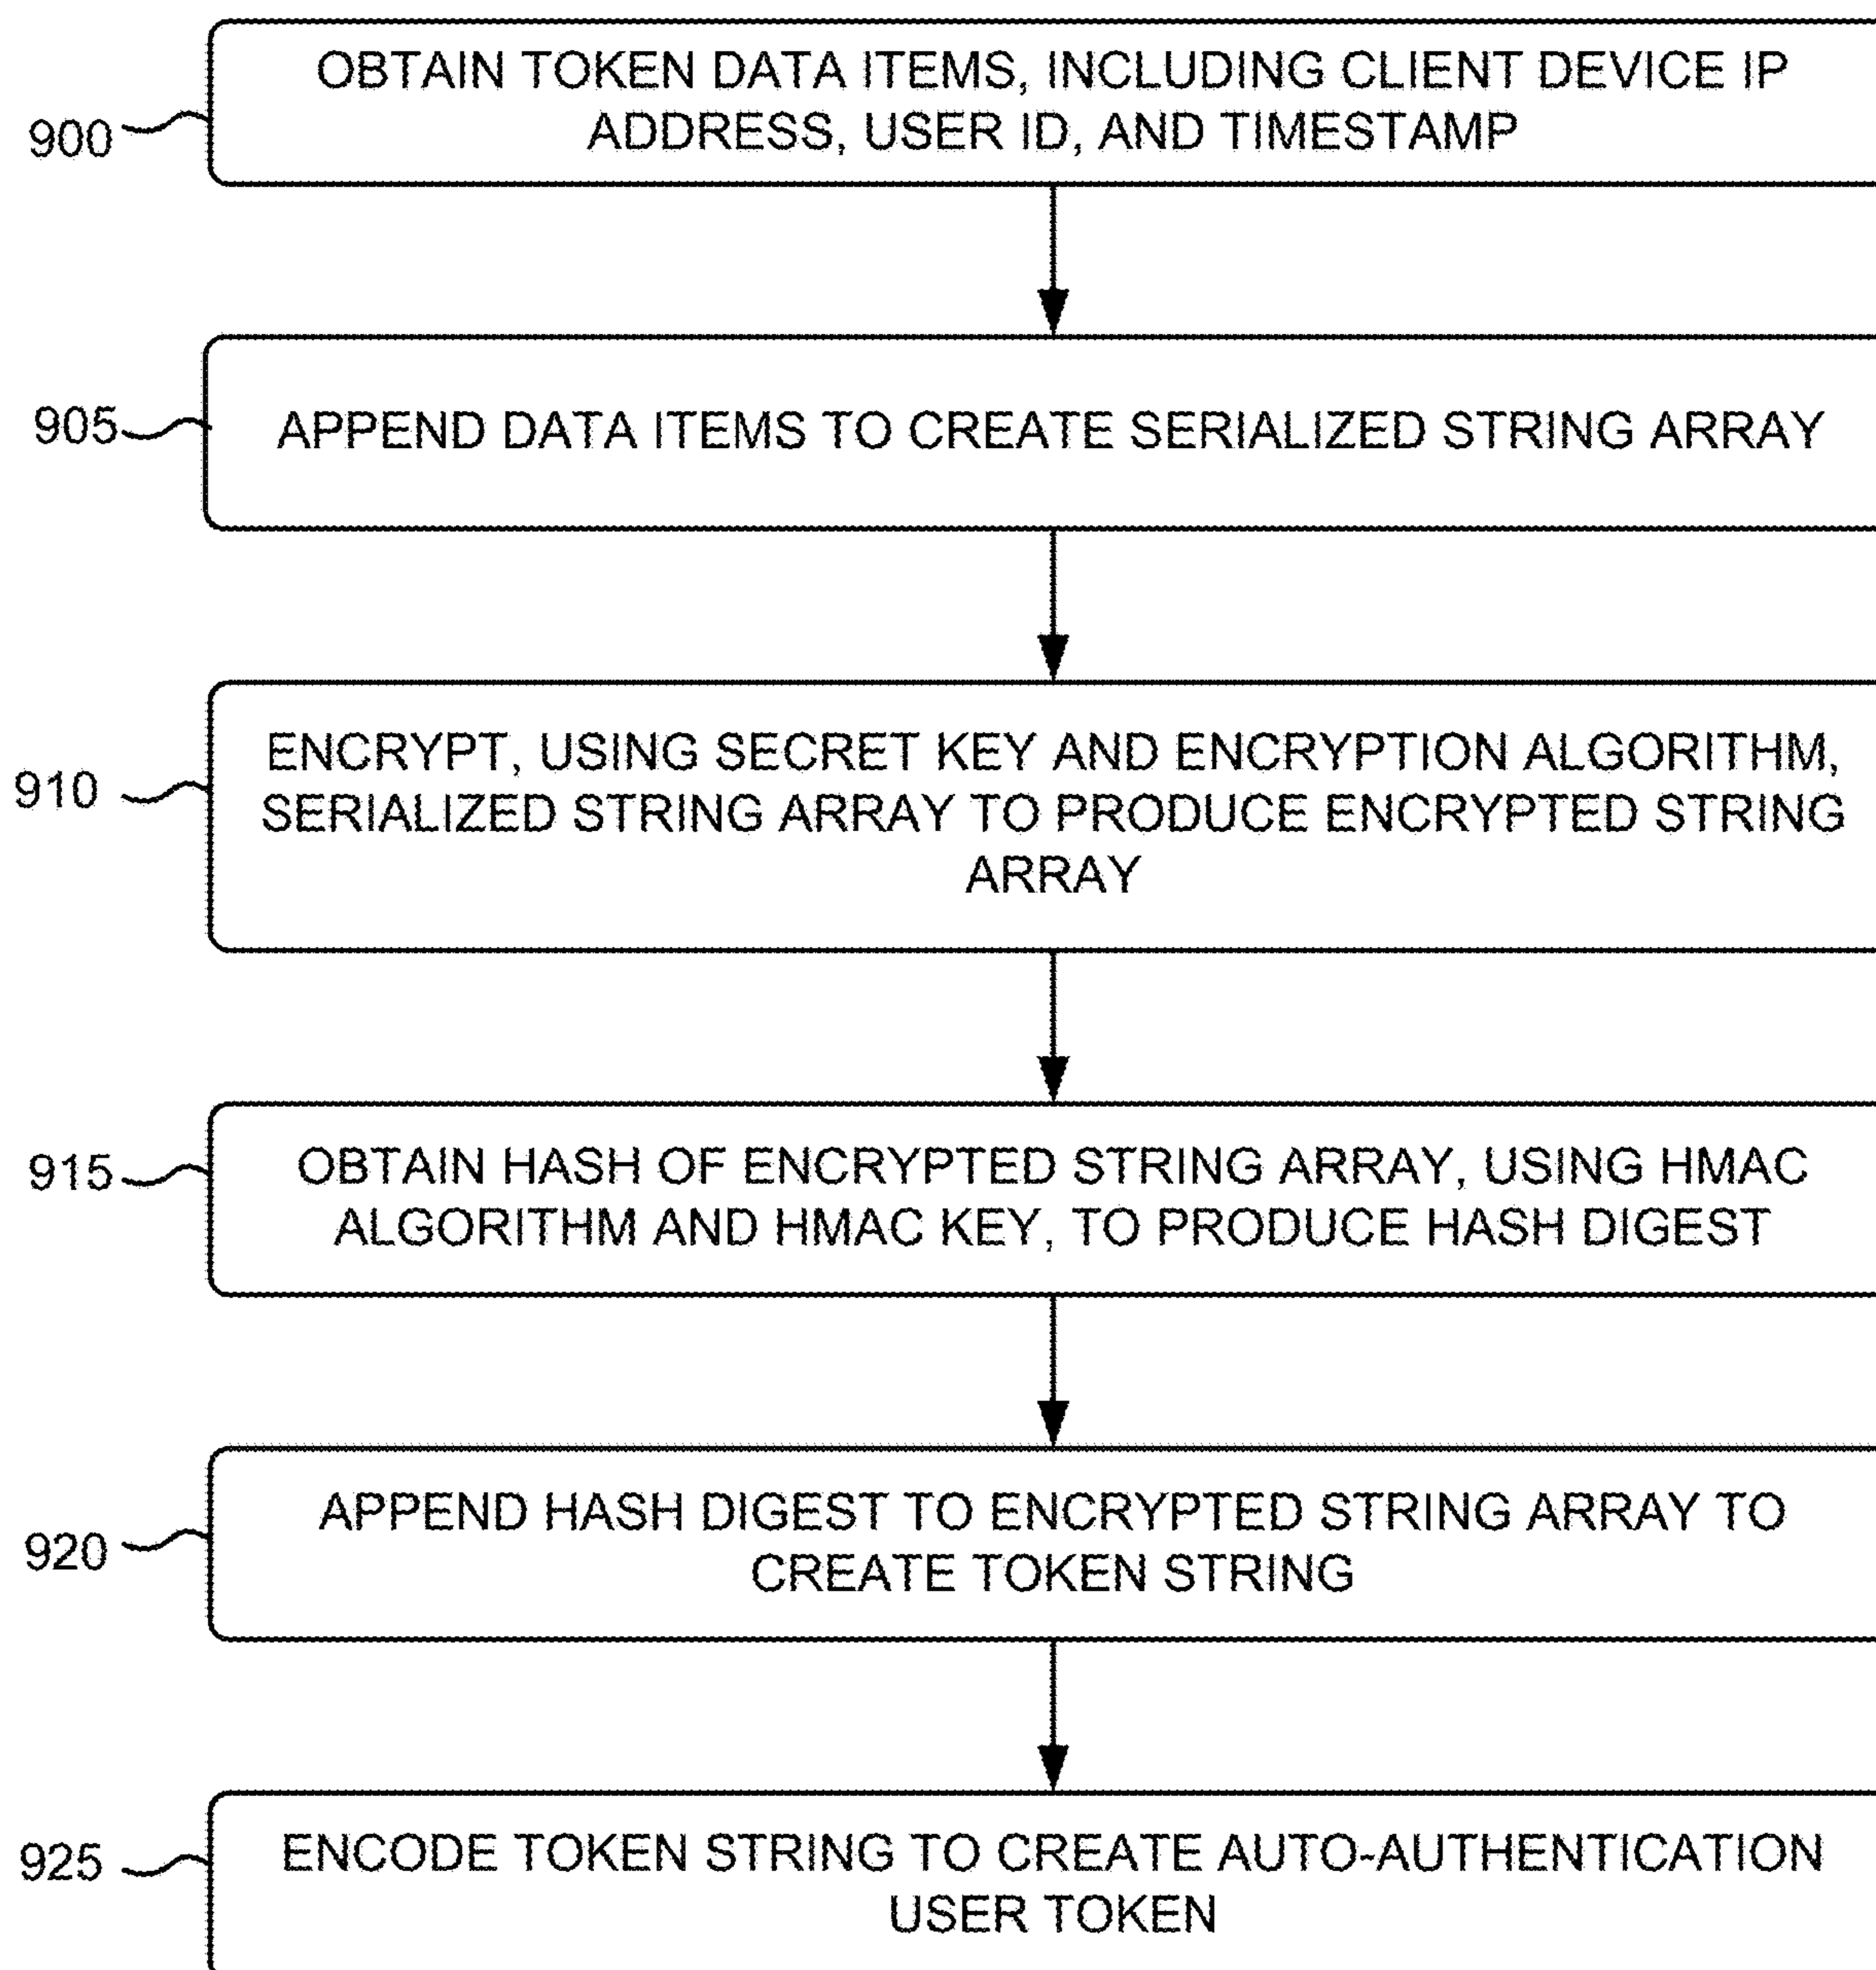 OBTAIN TOKEN DATA ITEMS, INCLUDING CLIENT DEVICE IP
ADDRESS, USER ID, AND TIMESTAMP
900
905
APPEND DATA ITEMS TO CREATE SERIALIZED STRING ARRAY
ENCRYPT, USING SECRET KEY AND ENCRYPTION ALGORITHM,
910
SERIALIZED STRING ARRAY TO PRODUCE ENCRYPTED STRING
ARRAY
915
OBTAIN HASH OF ENCRYPTED STRING ARRAY, USING HMAC
ALGORITHM AND HMAC KEY, TO PRODUCE HASH DIGEST
APPEND HASH DIGEST TO ENCRYPTED STRING ARRAY TO
920
CREATE TOKEN STRING
925
ENCODE TOKEN STRING TO CREATE AUTO-AUTHENTICATION
USER TOKEN